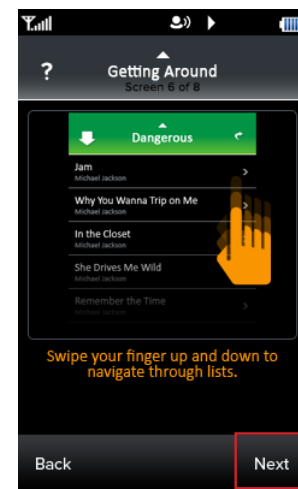 ?
Getting Around
Screen 6 of 8
Dangerous
Jam
Michael Jackson
Why You Wanna Trip on Me
Michael Jackson
In the Closet
Michael Jackson
She Drives Me Wild
Michael Jackson
Remember the Time
Michael Jackson
Swipe your finger up and down to
navigate through lists.
Back Next